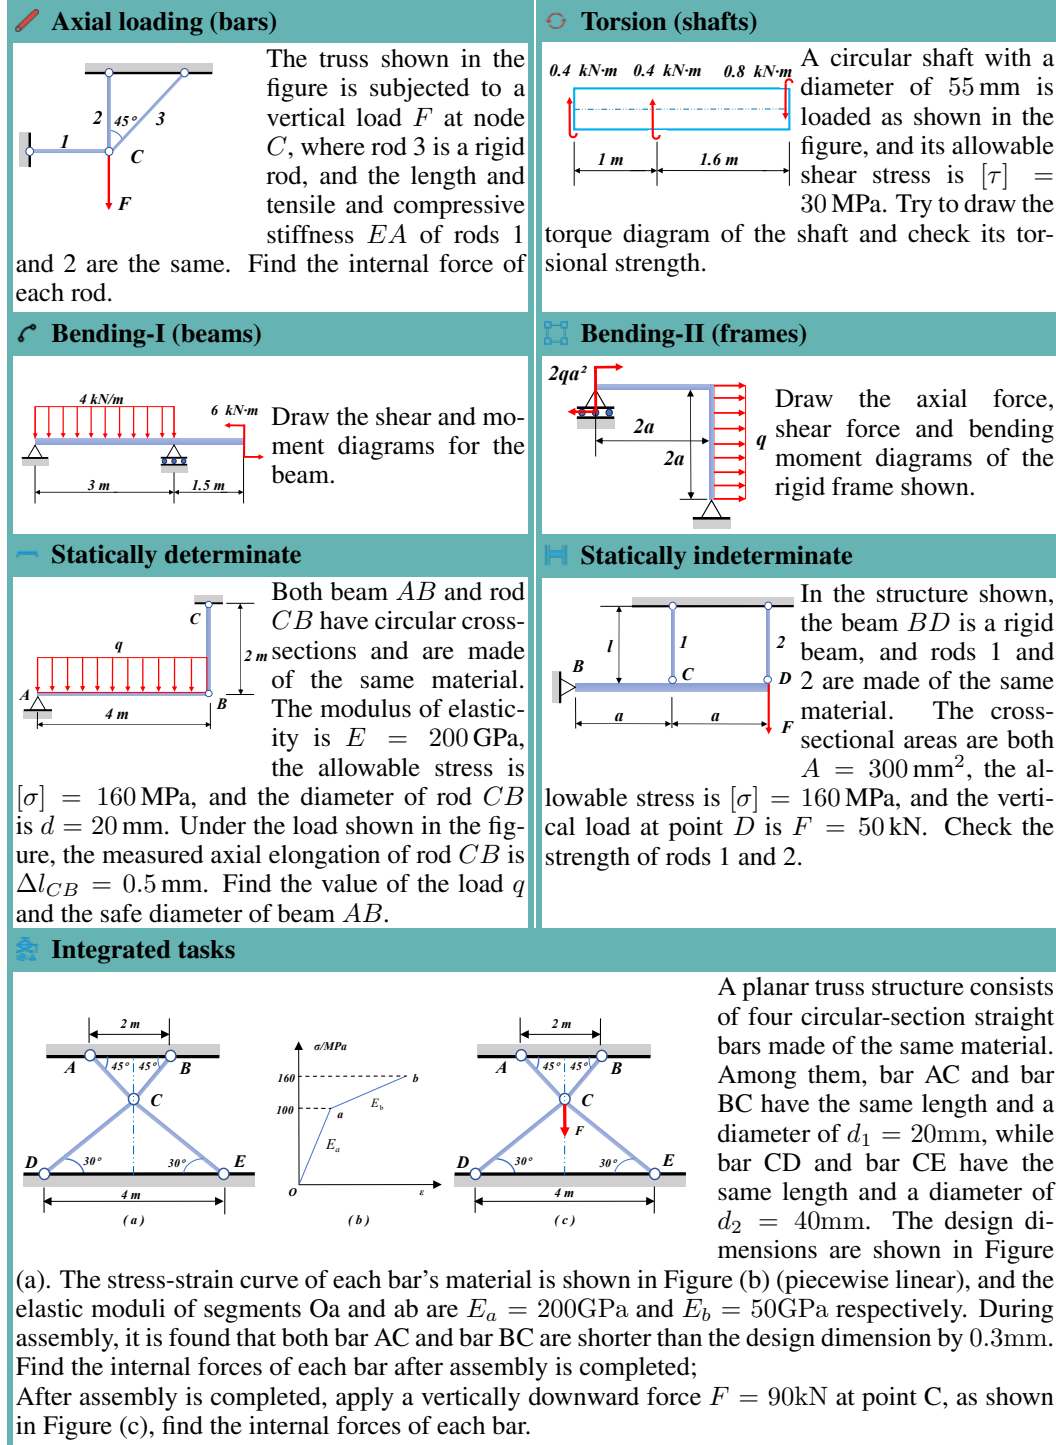 Axial loading (bars)
2
45°
3
1
C
F
The truss shown in the
figure is subjected to a
vertical load F at node
C, where rod 3 is a rigid
rod, and the length and
tensile and compressive
stiffness EA of rods 1
and 2 are the same. Find the internal force of
each rod.
Torsion (shafts)
0.4 kN·m 0.4 kN·m 0.8 kN·m
1 m 1.6 m
A circular shaft with a
diameter of 55 mm is
loaded as shown in the
figure, and its allowable
shear stress is [τ] =
30 MPa. Try to draw the
torque diagram of the shaft and check its tor-
sional strength.
Bending-I (beams)
4 kN/m
6 kN·m
3 m 1.5 m
Draw the shear and mo-
ment diagrams for the
beam.
Bending-II (frames)
2qa²
2a
2a
q
Draw the axial force,
shear force and bending
moment diagrams of the
rigid frame shown.
Statically determinate
C
q
2 m
A
B
4 m
Both beam AB and rod
CB have circular cross-
sections and are made
of the same material.
The modulus of elastic-
ity is E = 200 GPa,
the allowable stress is
[σ] = 160 MPa, and the diameter of rod CB
is d = 20 mm. Under the load shown in the fig-
ure, the measured axial elongation of rod CB is
Δl_CB = 0.5 mm. Find the value of the load q
and the safe diameter of beam AB.
Statically indeterminate
l
1
2
B
C
D
a a
F
In the structure shown,
the beam BD is a rigid
beam, and rods 1 and
2 are made of the same
material. The cross-
sectional areas are both
A = 300 mm², the al-
lowable stress is [σ] = 160 MPa, and the verti-
cal load at point D is F = 50 kN. Check the
strength of rods 1 and 2.
Integrated tasks
2 m
A 45° 45° B
C
D 30° 30° E
4 m
(a)
σ/MPa
160
b
100
a
E_b
E_a
O
ε
(b)
2 m
A 45° 45° B
C
F
D 30° 30° E
4 m
(c)
A planar truss structure consists
of four circular-section straight
bars made of the same material.
Among them, bar AC and bar
BC have the same length and a
diameter of d₁ = 20mm, while
bar CD and bar CE have the
same length and a diameter of
d₂ = 40mm. The design di-
mensions are shown in Figure
(a). The stress-strain curve of each bar's material is shown in Figure (b) (piecewise linear), and the
elastic moduli of segments Oa and ab are E_a = 200GPa and E_b = 50GPa respectively. During
assembly, it is found that both bar AC and bar BC are shorter than the design dimension by 0.3mm.
Find the internal forces of each bar after assembly is completed;
After assembly is completed, apply a vertically downward force F = 90kN at point C, as shown
in Figure (c), find the internal forces of each bar.